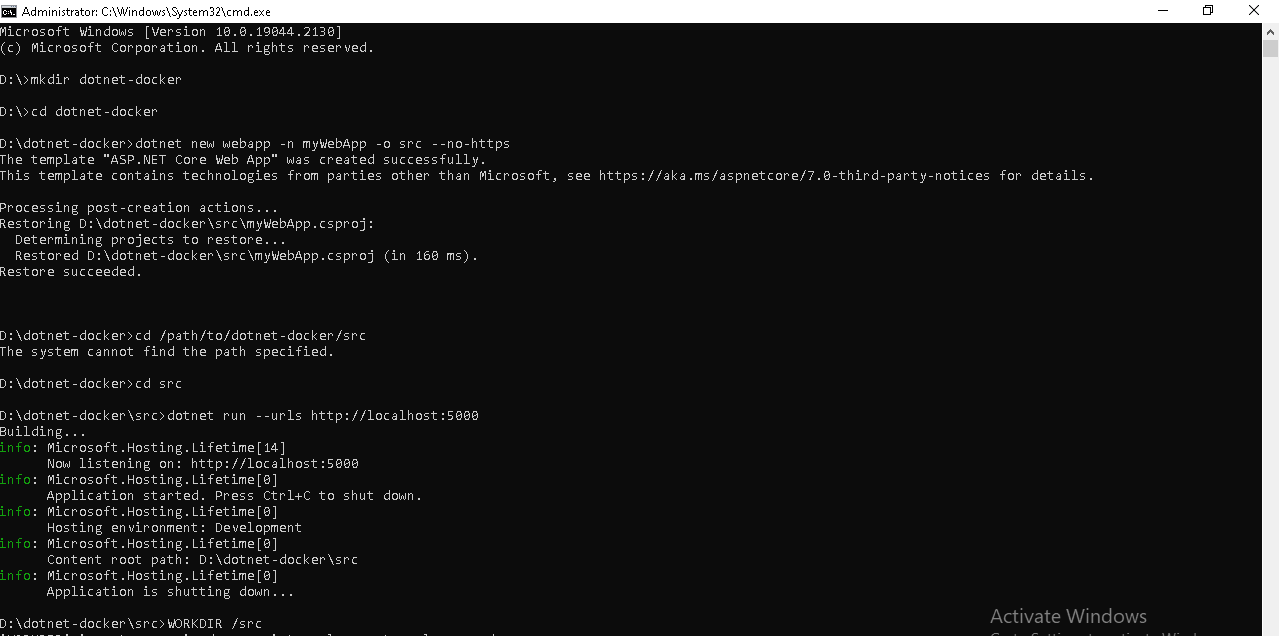 Administrator: C:\Windows\System32\cmd.exe
Microsoft Windows [Version 10.0.19044.2130]
(c) Microsoft Corporation. All rights reserved.
D:\>mkdir dotnet-docker
D:\>cd dotnet-docker
D:\dotnet-docker>dotnet new webapp -n myWebApp -o src --no-https
The template "ASP.NET Core Web App" was created successfully.
This template contains technologies from parties other than Microsoft, see https://aka.ms/aspnetcore/7.0-third-party-notices for details.
Processing post-creation actions...
Restoring D:\dotnet-docker\src\myWebApp.csproj:
Determining projects to restore...
Restored D:\dotnet-docker\src\myWebApp.csproj (in 160 ms).
Restore succeeded.
D:\dotnet-docker>cd /path/to/dotnet-docker/src
The system cannot find the path specified.
D:\dotnet-docker>cd src
D:\dotnet-docker\src>dotnet run --urls http://localhost:5000
Building...
info: Microsoft.Hosting.Lifetime[14]
Now listening on: http://localhost:5000
info: Microsoft.Hosting.Lifetime[0]
Application started. Press Ctrl+C to shut down.
info: Microsoft.Hosting.Lifetime[0]
Hosting environment: Development
info: Microsoft.Hosting.Lifetime[0]
Content root path: D:\dotnet-docker\src
info: Microsoft.Hosting.Lifetime[0]
Application is shutting down...
Activate Windows
D:\dotnet-docker\src>WORKDIR /src